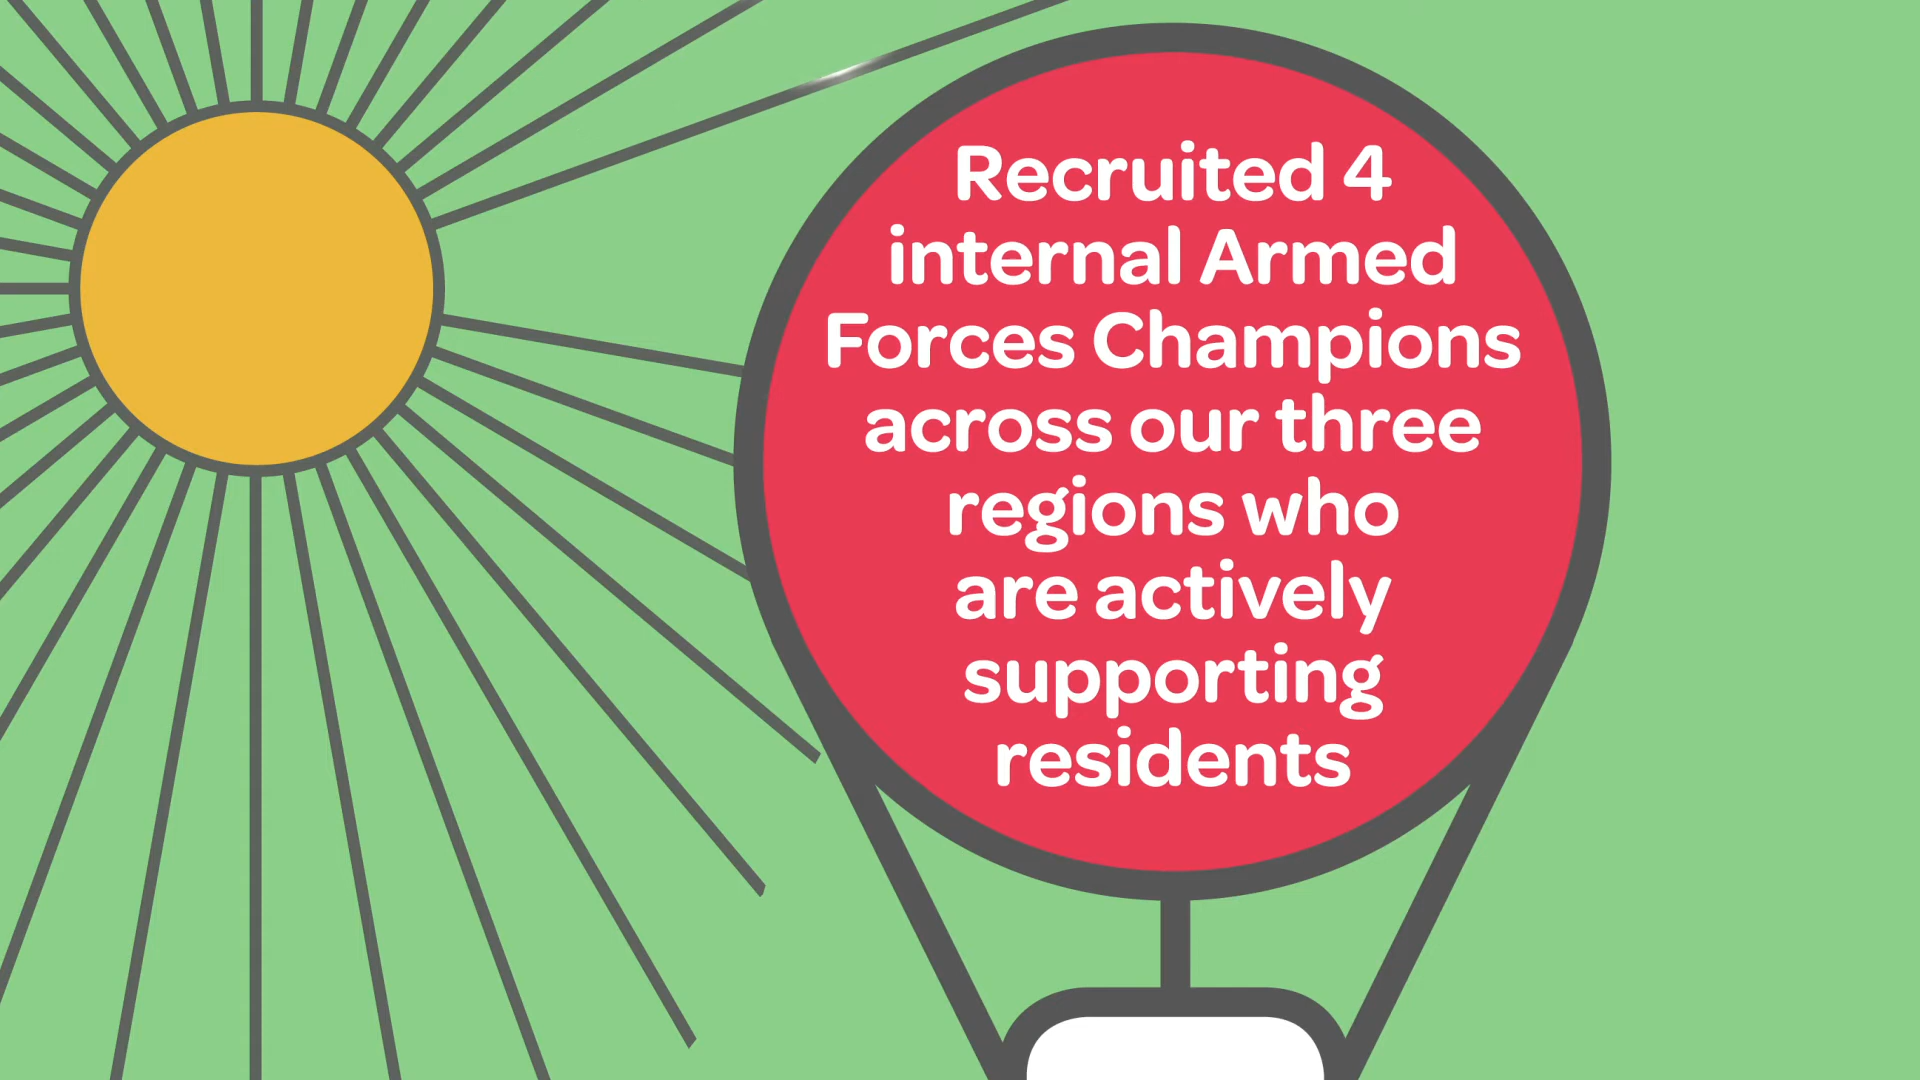 Recruited 4
internal Armed
Forces Champions
across our three
regions who
are actively
supporting
residents